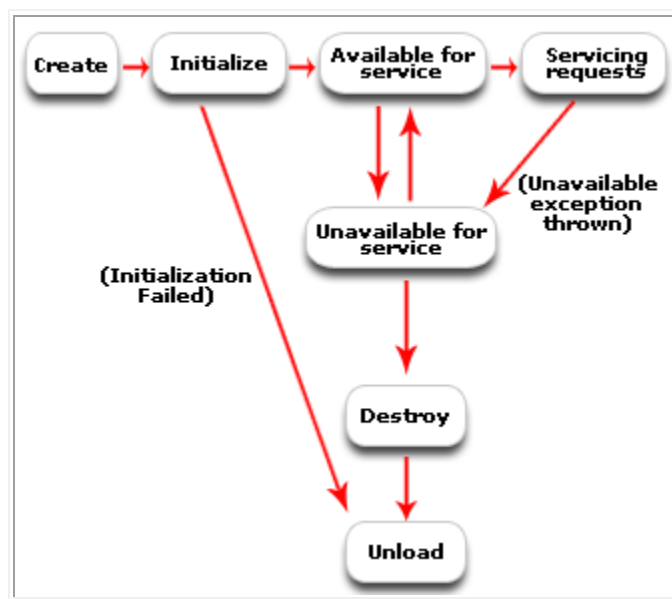 Create
Initialize
Available for
service
Servicing
requests
(Unavailable
exception
thrown)
Unavailable for
service
(Initialization
Failed)
Destroy
Unload